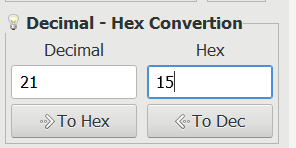 Decimal - Hex Convertion
Decimal Hex
21 15
To Hex To Dec